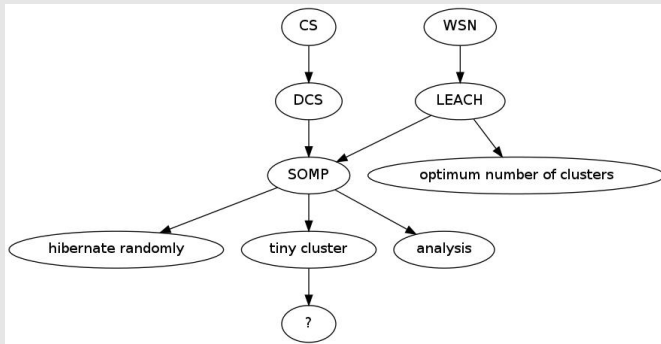 CS
WSN
DCS
LEACH
SOMP
optimum number of clusters
hibernate randomly
tiny cluster
analysis
?